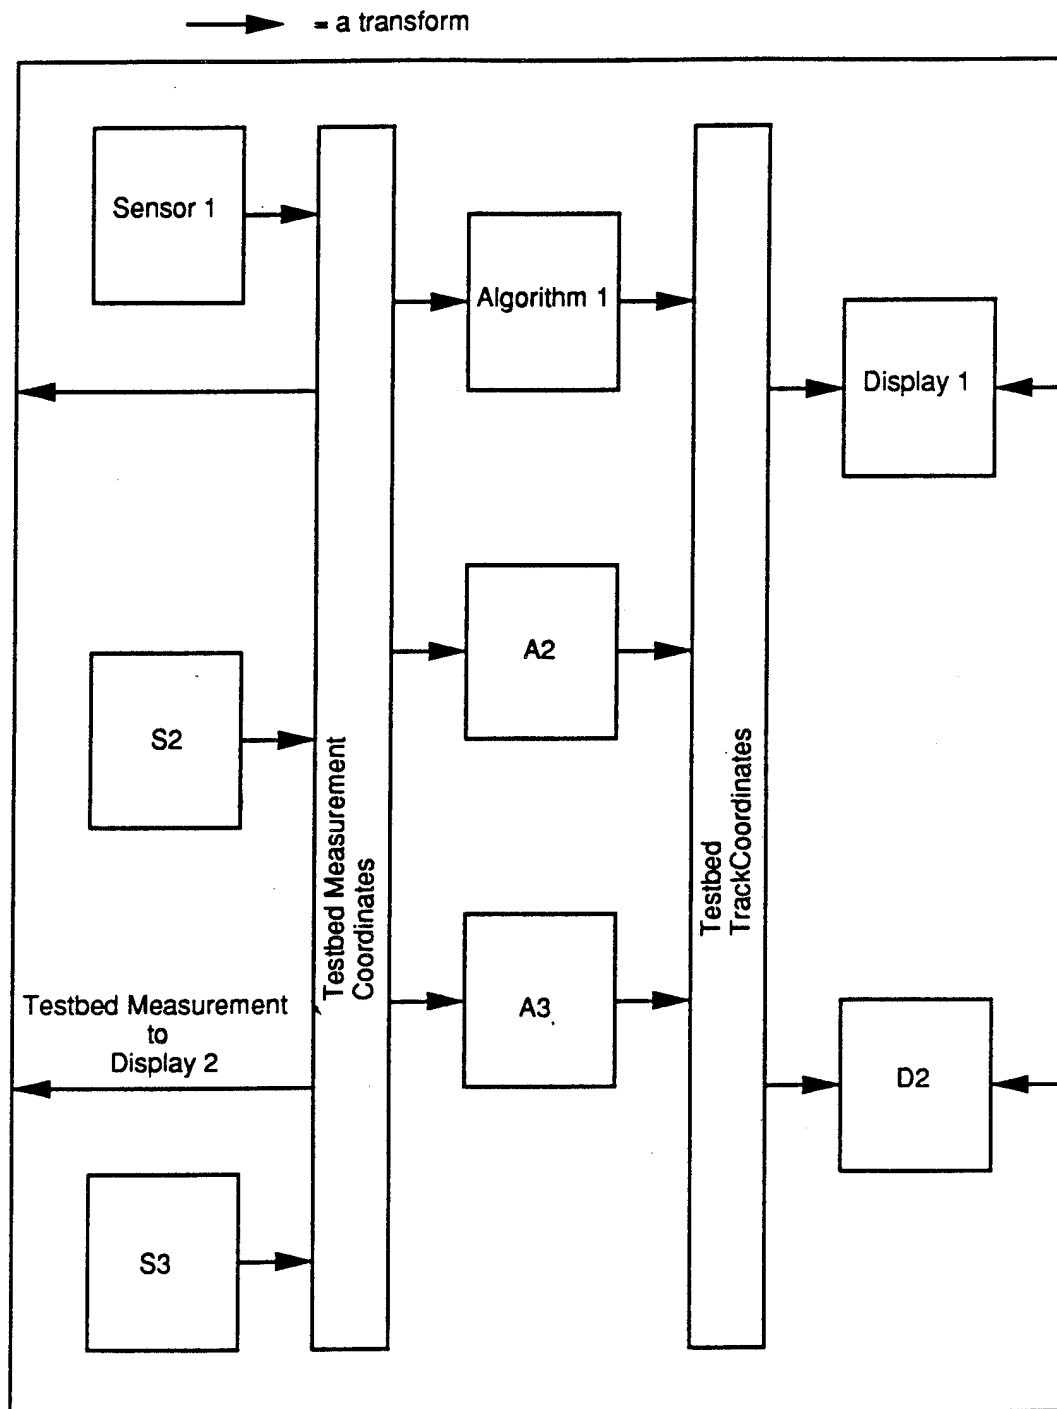 = a transform
Sensor 1
Algorithm 1
Display 1
A2
S2
Testbed Measurement
Coordinates
Testbed
TrackCoordinates
Testbed Measurement
to
Display 2
A3
D2
S3